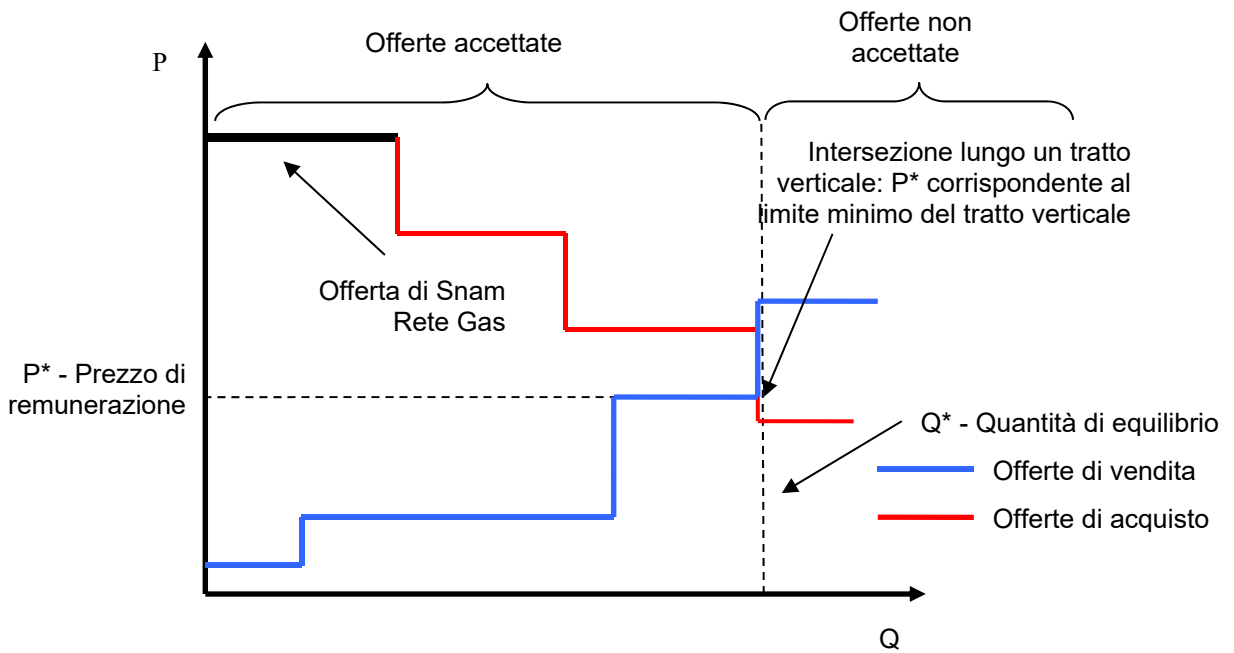 Offerte accettate
Offerte non
accettate
P
Intersezione lungo un tratto
verticale: P* corrispondente al
limite minimo del tratto verticale
Offerta di Snam
Rete Gas
P* - Prezzo di
remunerazione
Q* - Quantità di equilibrio
Offerte di vendita
Offerte di acquisto
Q